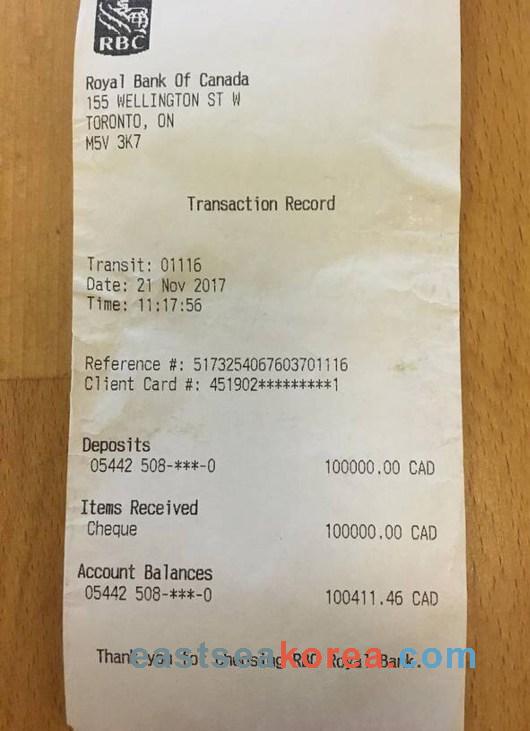 RBC
Royal Bank Of Canada
155 WELLINGTON ST W
TORONTO, ON
M5V 3K7
Transaction Record
Transit: 01116
Date: 21 Nov 2017
Time: 11:17:56
Reference #: 5173254067603701116
Client Card #: 451902*********1
Deposits
05442 508-***-0 100000.00 CAD
Items Received
Cheque 100000.00 CAD
Account Balances
05442 508-***-0 100411.46 CAD
Thank you for choosing RBC Royal Bank.
eastseakorea.com